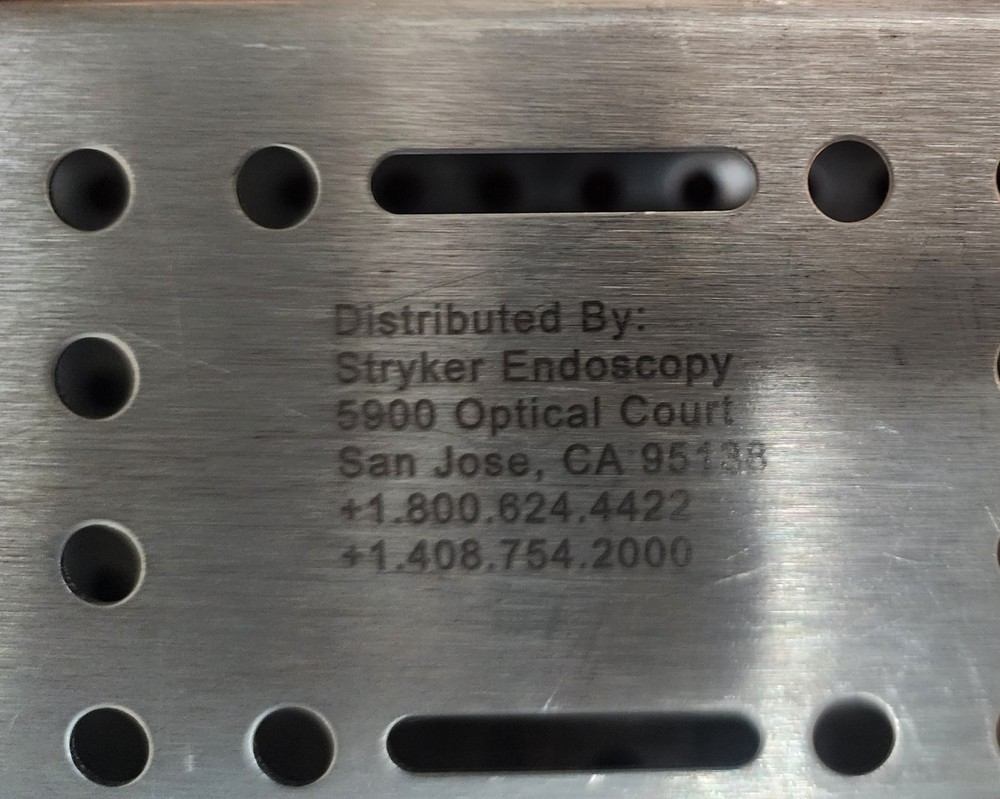 Distributed By:
Stryker Endoscopy
5900 Optical Court
San Jose, CA 95138
+1.800.624.4422
+1.408.754.2000